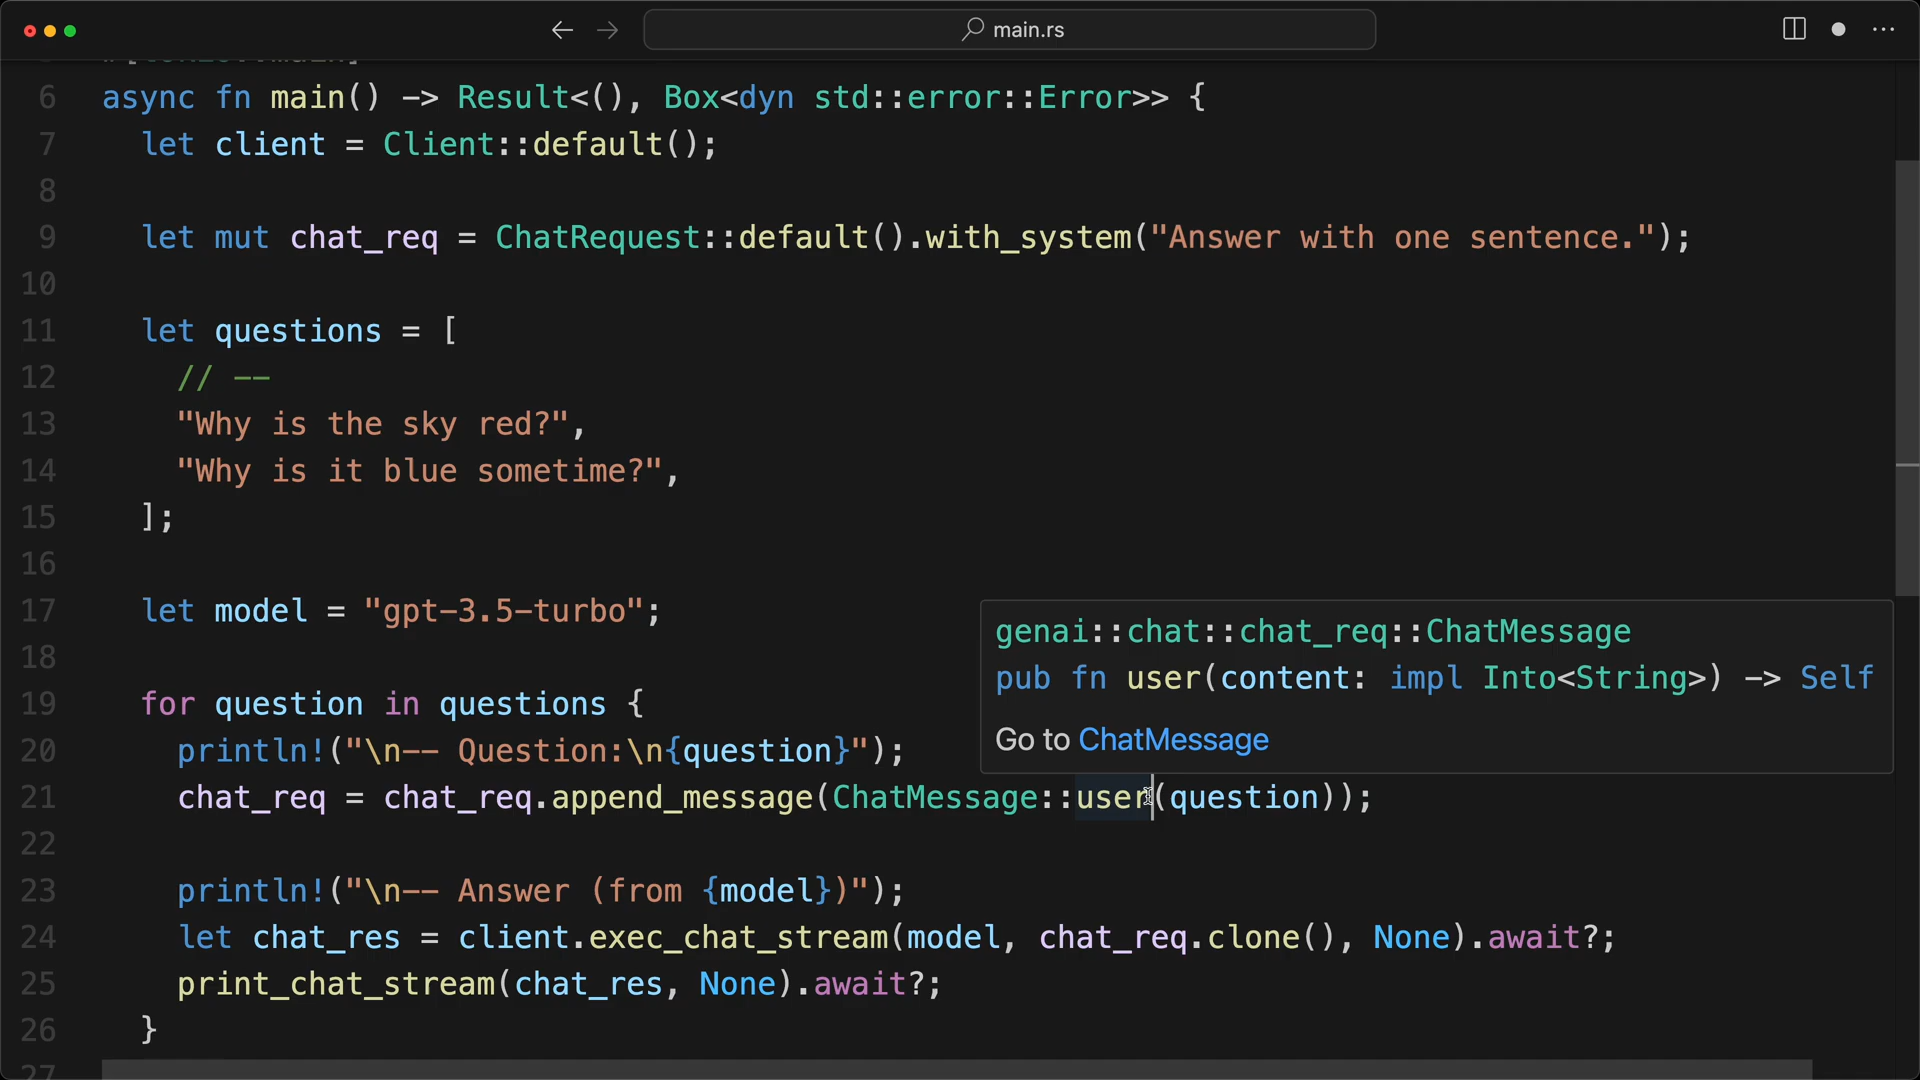 main.rs
6 async fn main() -> Result<(), Box<dyn std::error::Error>> {
7 let client = Client::default();
8
9 let mut chat_req = ChatRequest::default().with_system("Answer with one sentence.");
10
11 let questions = [
12 // --
13 "Why is the sky red?",
14 "Why is it blue sometime?",
15 ];
16
17 let model = "gpt-3.5-turbo";
18
genai::chat::chat_req::ChatMessage
pub fn user(content: impl Into<String>) -> Self
Go to ChatMessage
19 for question in questions {
20 println!("\n-- Question:\n{question}");
21 chat_req = chat_req.append_message(ChatMessage::user(question));
22
23 println!("\n-- Answer (from {model})");
24 let chat_res = client.exec_chat_stream(model, chat_req.clone(), None).await?;
25 print_chat_stream(chat_res, None).await?;
26 }
27